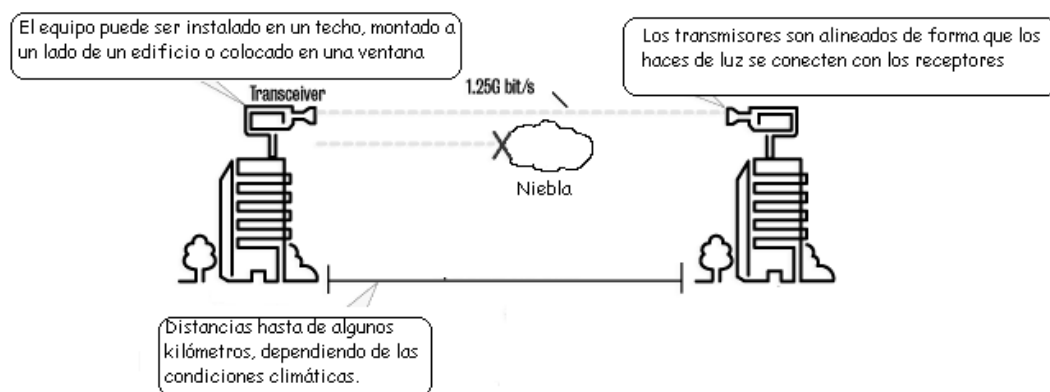 El equipo puede ser instalado en un techo, montado a
un lado de un edificio o colocado en una ventana
Los transmisores son alineados de forma que los
haces de luz se conecten con los receptores
Transceiver
1.25G bit/s
Niebla
Distancias hasta de algunos
kilómetros, dependiendo de las
condiciones climáticas.